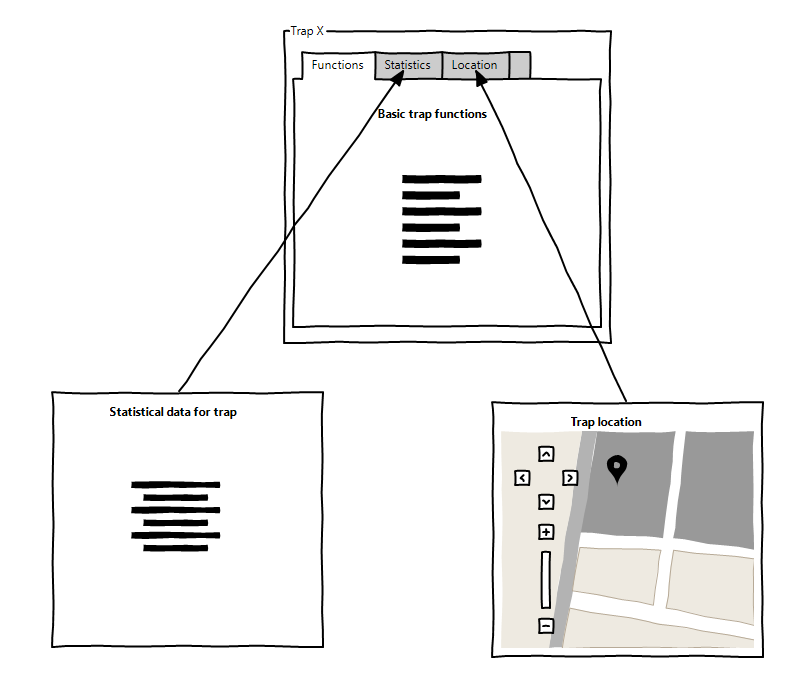 Trap X
Functions Statistics Location
Basic trap functions
Statistical data for trap
Trap location